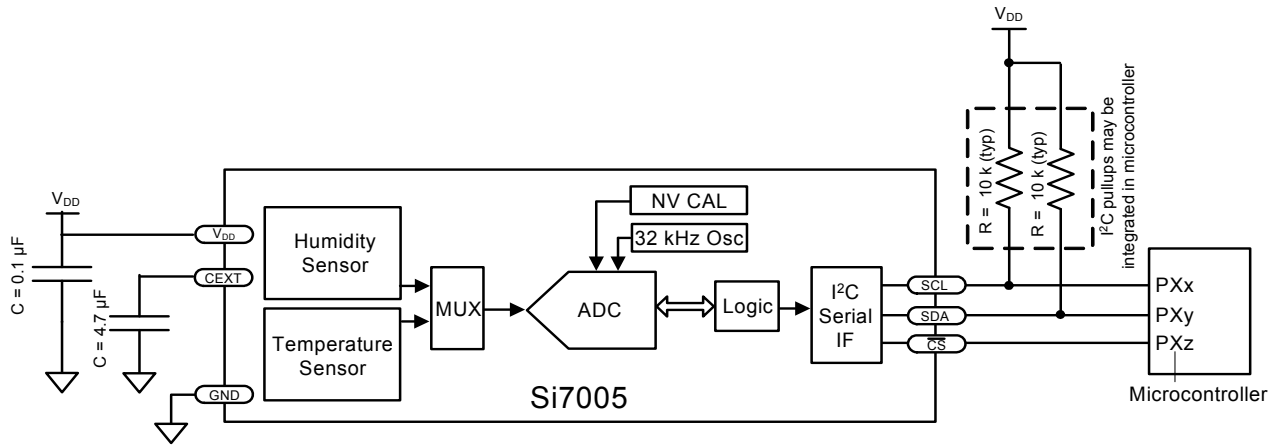 V_DD
R = 10 k (typ)
R = 10 k (typ)
I²C pullups may be
integrated in microcontroller
V_DD
C = 0.1 µF
C = 4.7 µF
V_DD
CEXT
GND
Humidity
Sensor
Temperature
Sensor
MUX
NV CAL
32 kHz Osc
ADC
Logic
I²C
Serial
IF
SCL
SDA
C̅S̅
PXx
PXy
PXz
Microcontroller
Si7005